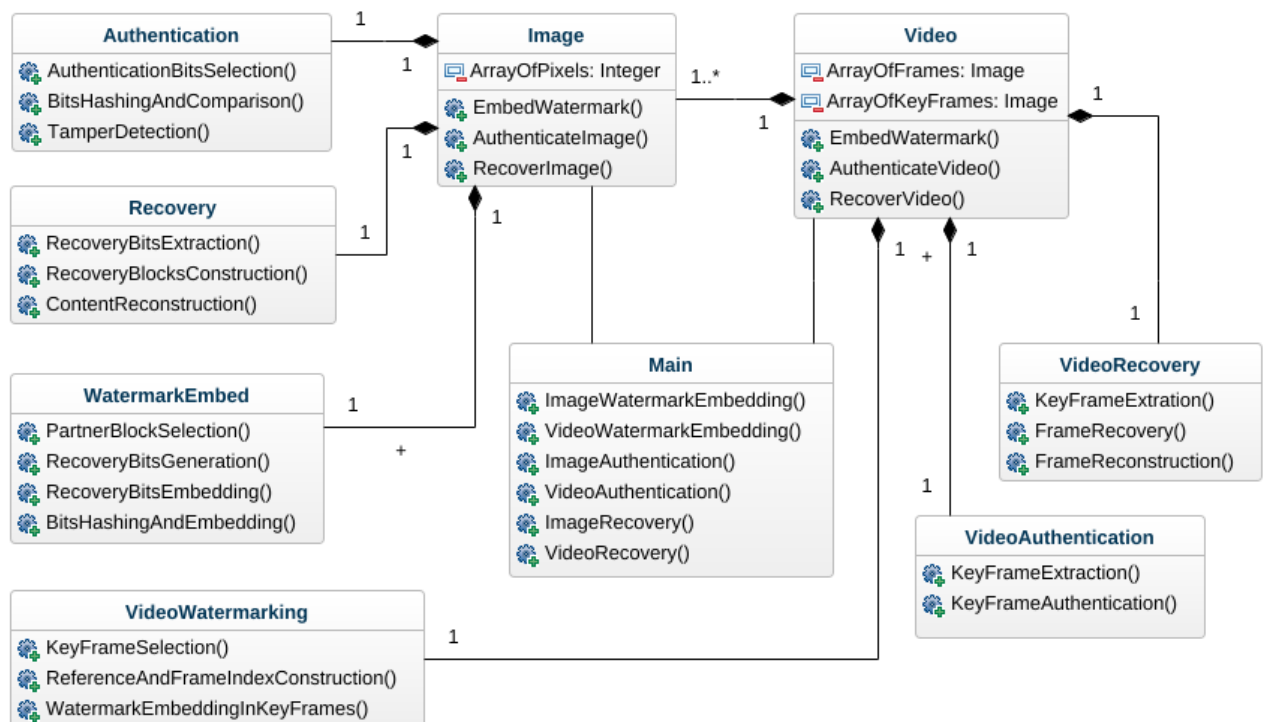 Authentication
AuthenticationBitsSelection()
BitsHashingAndComparison()
TamperDetection()
1
1
Image
ArrayOfPixels: Integer
EmbedWatermark()
AuthenticateImage()
RecoverImage()
1..*
1
Video
ArrayOfFrames: Image
ArrayOfKeyFrames: Image
EmbedWatermark()
AuthenticateVideo()
RecoverVideo()
1
1
Recovery
RecoveryBitsExtraction()
RecoveryBlocksConstruction()
ContentReconstruction()
1
1
1
1
+
1
WatermarkEmbed
PartnerBlockSelection()
RecoveryBitsGeneration()
RecoveryBitsEmbedding()
BitsHashingAndEmbedding()
1
+
Main
ImageWatermarkEmbedding()
VideoWatermarkEmbedding()
ImageAuthentication()
VideoAuthentication()
ImageRecovery()
VideoRecovery()
1
VideoRecovery
KeyFrameExtration()
FrameRecovery()
FrameReconstruction()
1
VideoAuthentication
KeyFrameExtraction()
KeyFrameAuthentication()
VideoWatermarking
KeyFrameSelection()
ReferenceAndFrameIndexConstruction()
WatermarkEmbeddingInKeyFrames()
1